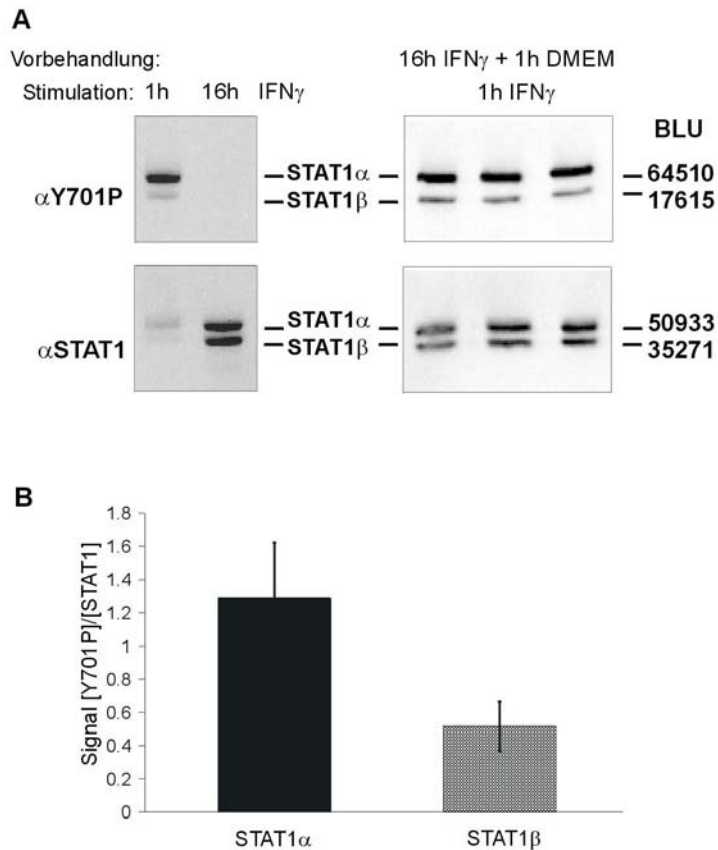 A
Vorbehandlung: 16h IFNγ + 1h DMEM
Stimulation: 1h 16h IFNγ 1h IFNγ
BLU
αY701P STAT1α 64510
STAT1β 17615
αSTAT1 STAT1α 50933
STAT1β 35271
B
Signal [Y701P]/[STAT1]
1.8
1.6
1.4
1.2
1
0.8
0.6
0.4
0.2
0
STAT1α STAT1β